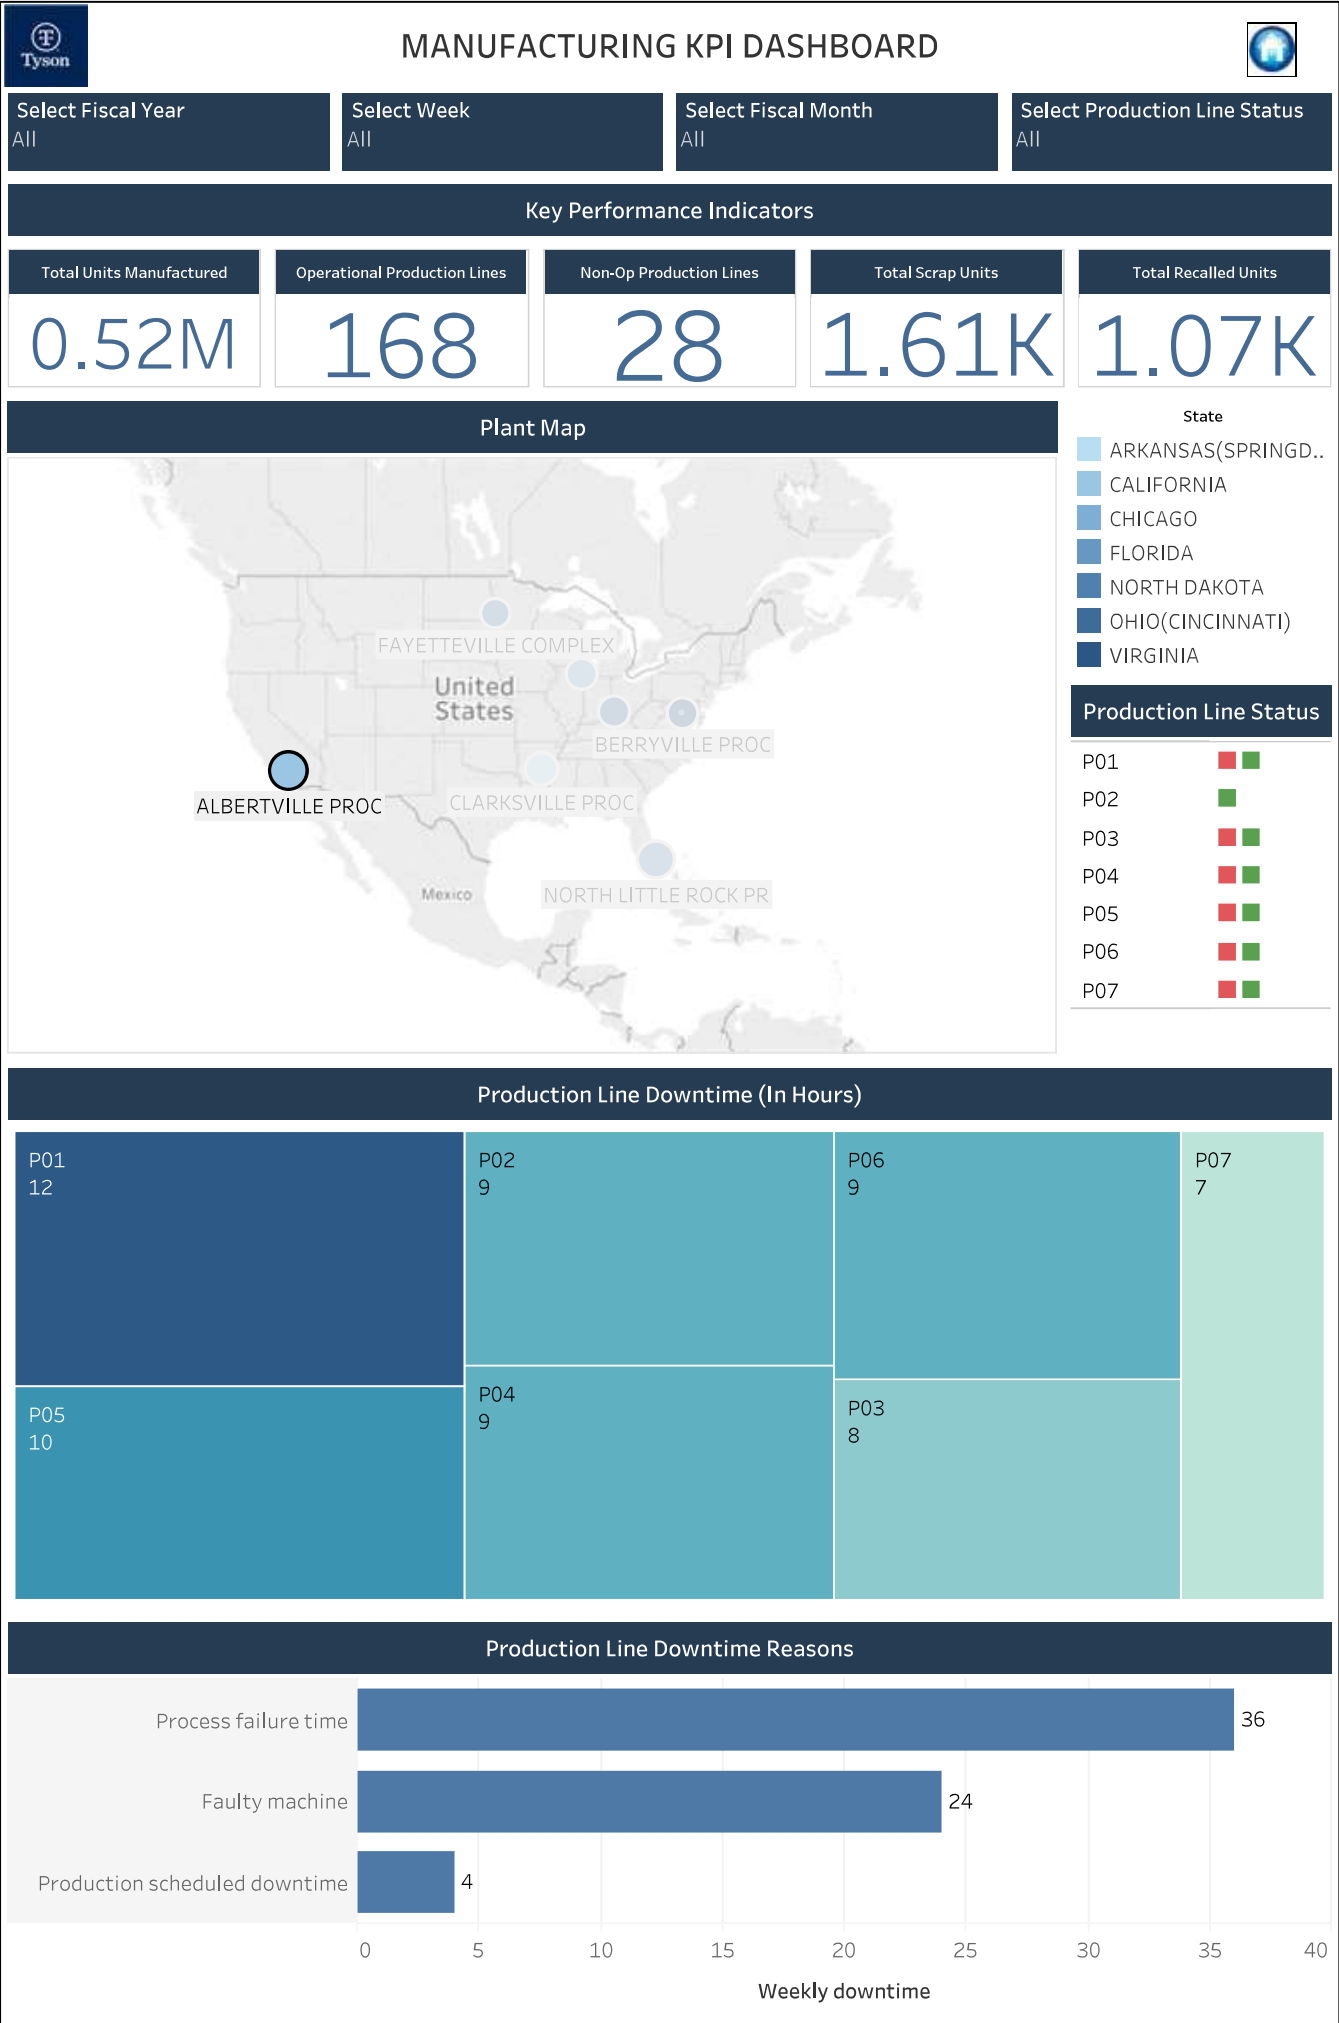 Tyson
MANUFACTURING KPI DASHBOARD
Select Fiscal Year
All
Select Week
All
Select Fiscal Month
All
Select Production Line Status
All
Key Performance Indicators
Total Units Manufactured
0.52M
Operational Production Lines
168
Non-Op Production Lines
28
Total Scrap Units
1.61K
Total Recalled Units
1.07K
Plant Map
FAYETTEVILLE COMPLEX
United
States
BERRYVILLE PROC
ALBERTVILLE PROC
CLARKSVILLE PROC
Mexico
NORTH LITTLE ROCK PR
State
ARKANSAS(SPRINGD..
CALIFORNIA
CHICAGO
FLORIDA
NORTH DAKOTA
OHIO(CINCINNATI)
VIRGINIA
Production Line Status
P01
P02
P03
P04
P05
P06
P07
Production Line Downtime (In Hours)
P01
12
P05
10
P02
9
P04
9
P06
9
P03
8
P07
7
Production Line Downtime Reasons
Process failure time 36
Faulty machine 24
Production scheduled downtime 4
0 5 10 15 20 25 30 35 40
Weekly downtime